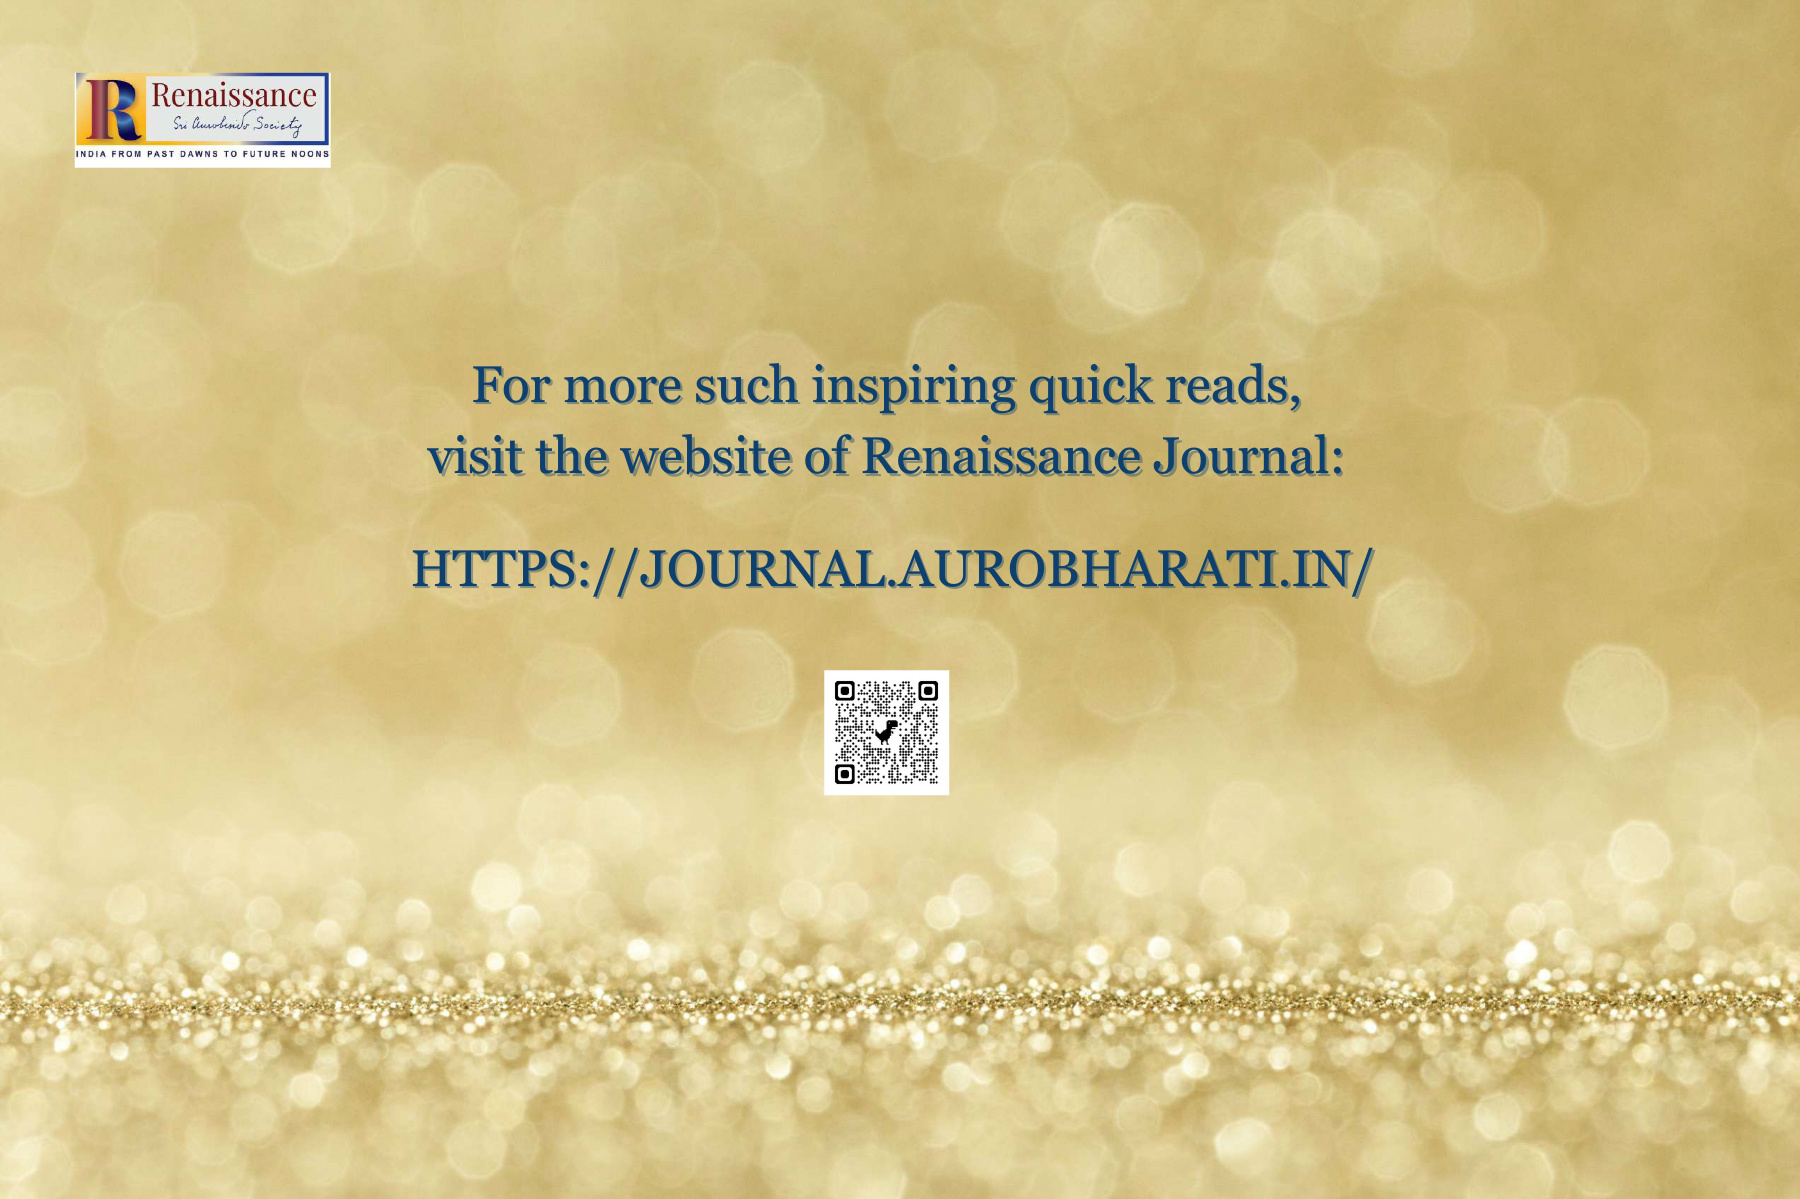 R Renaissance
Sri Aurobindo Society
INDIA FROM PAST DAWNS TO FUTURE NOONS
For more such inspiring quick reads,
visit the website of Renaissance Journal:
HTTPS://JOURNAL.AUROBHARATI.IN/